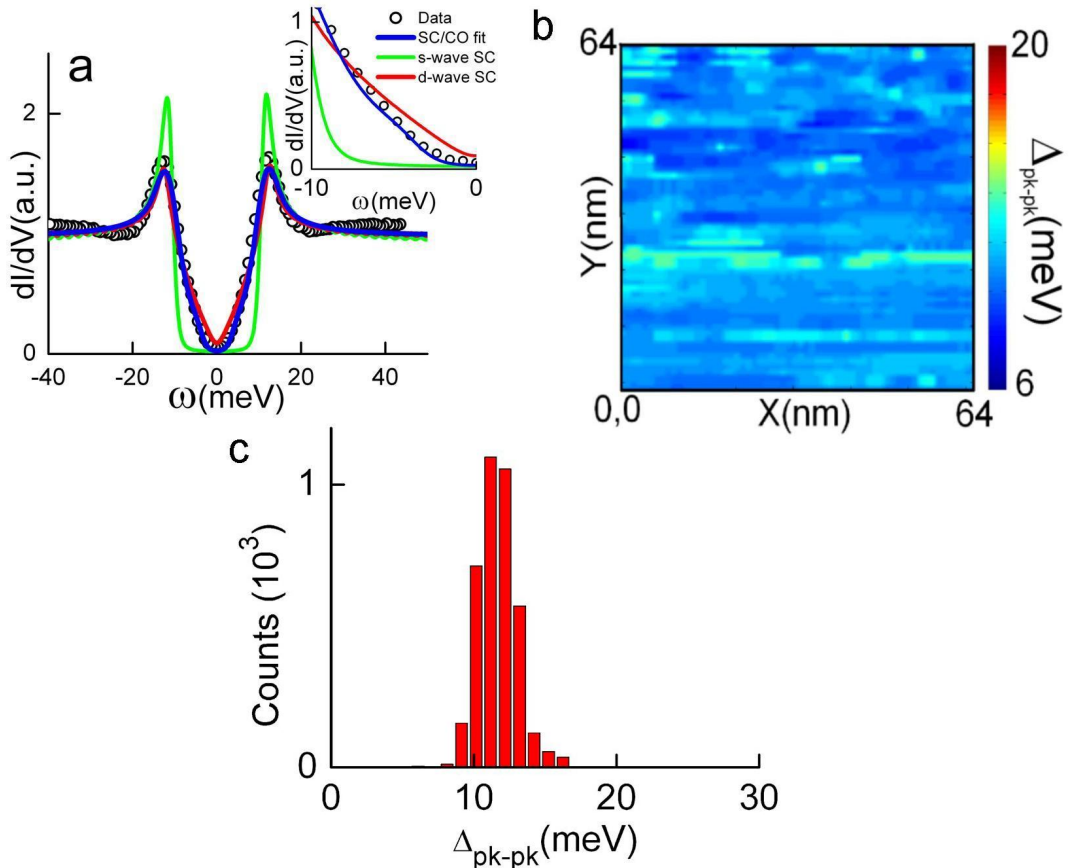 a
Data
SC/CO fit
s-wave SC
d-wave SC
1
dI/dV(a.u.)
0
-10
0
ω(meV)
2
dI/dV(a.u.)
0
-40
-20
0
20
40
ω(meV)
b
64
Y(nm)
0,0
X(nm)
64
20
Δpk-pk(meV)
6
c
1
Counts (10³)
0
0
10
20
30
Δpk-pk(meV)